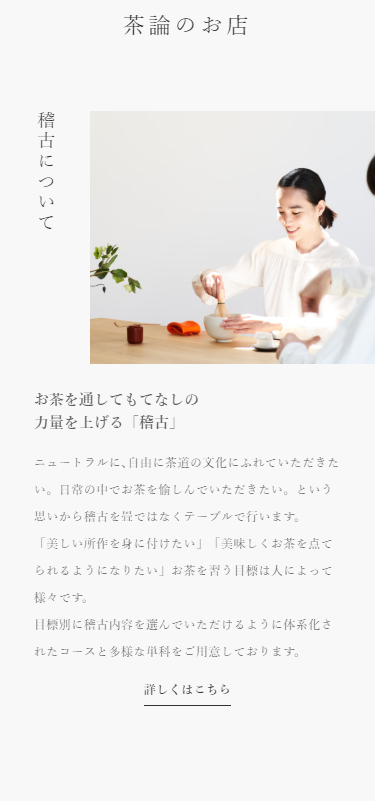 茶論のお店
稽古について
お茶を通してもてなしの
力量を上げる「稽古」
ニュートラルに、自由に茶道の文化にふれていただきた
い。日常の中でお茶を愉しんでいただきたい。という
思いから稽古を畳ではなくテーブルで行います。
「美しい所作を身に付けたい」「美味しくお茶を点て
られるようになりたい」お茶を習う目標は人によって
様々です。
目標別に稽古内容を選んでいただけるように体系化さ
れたコースと多様な単科をご用意しております。
詳しくはこちら